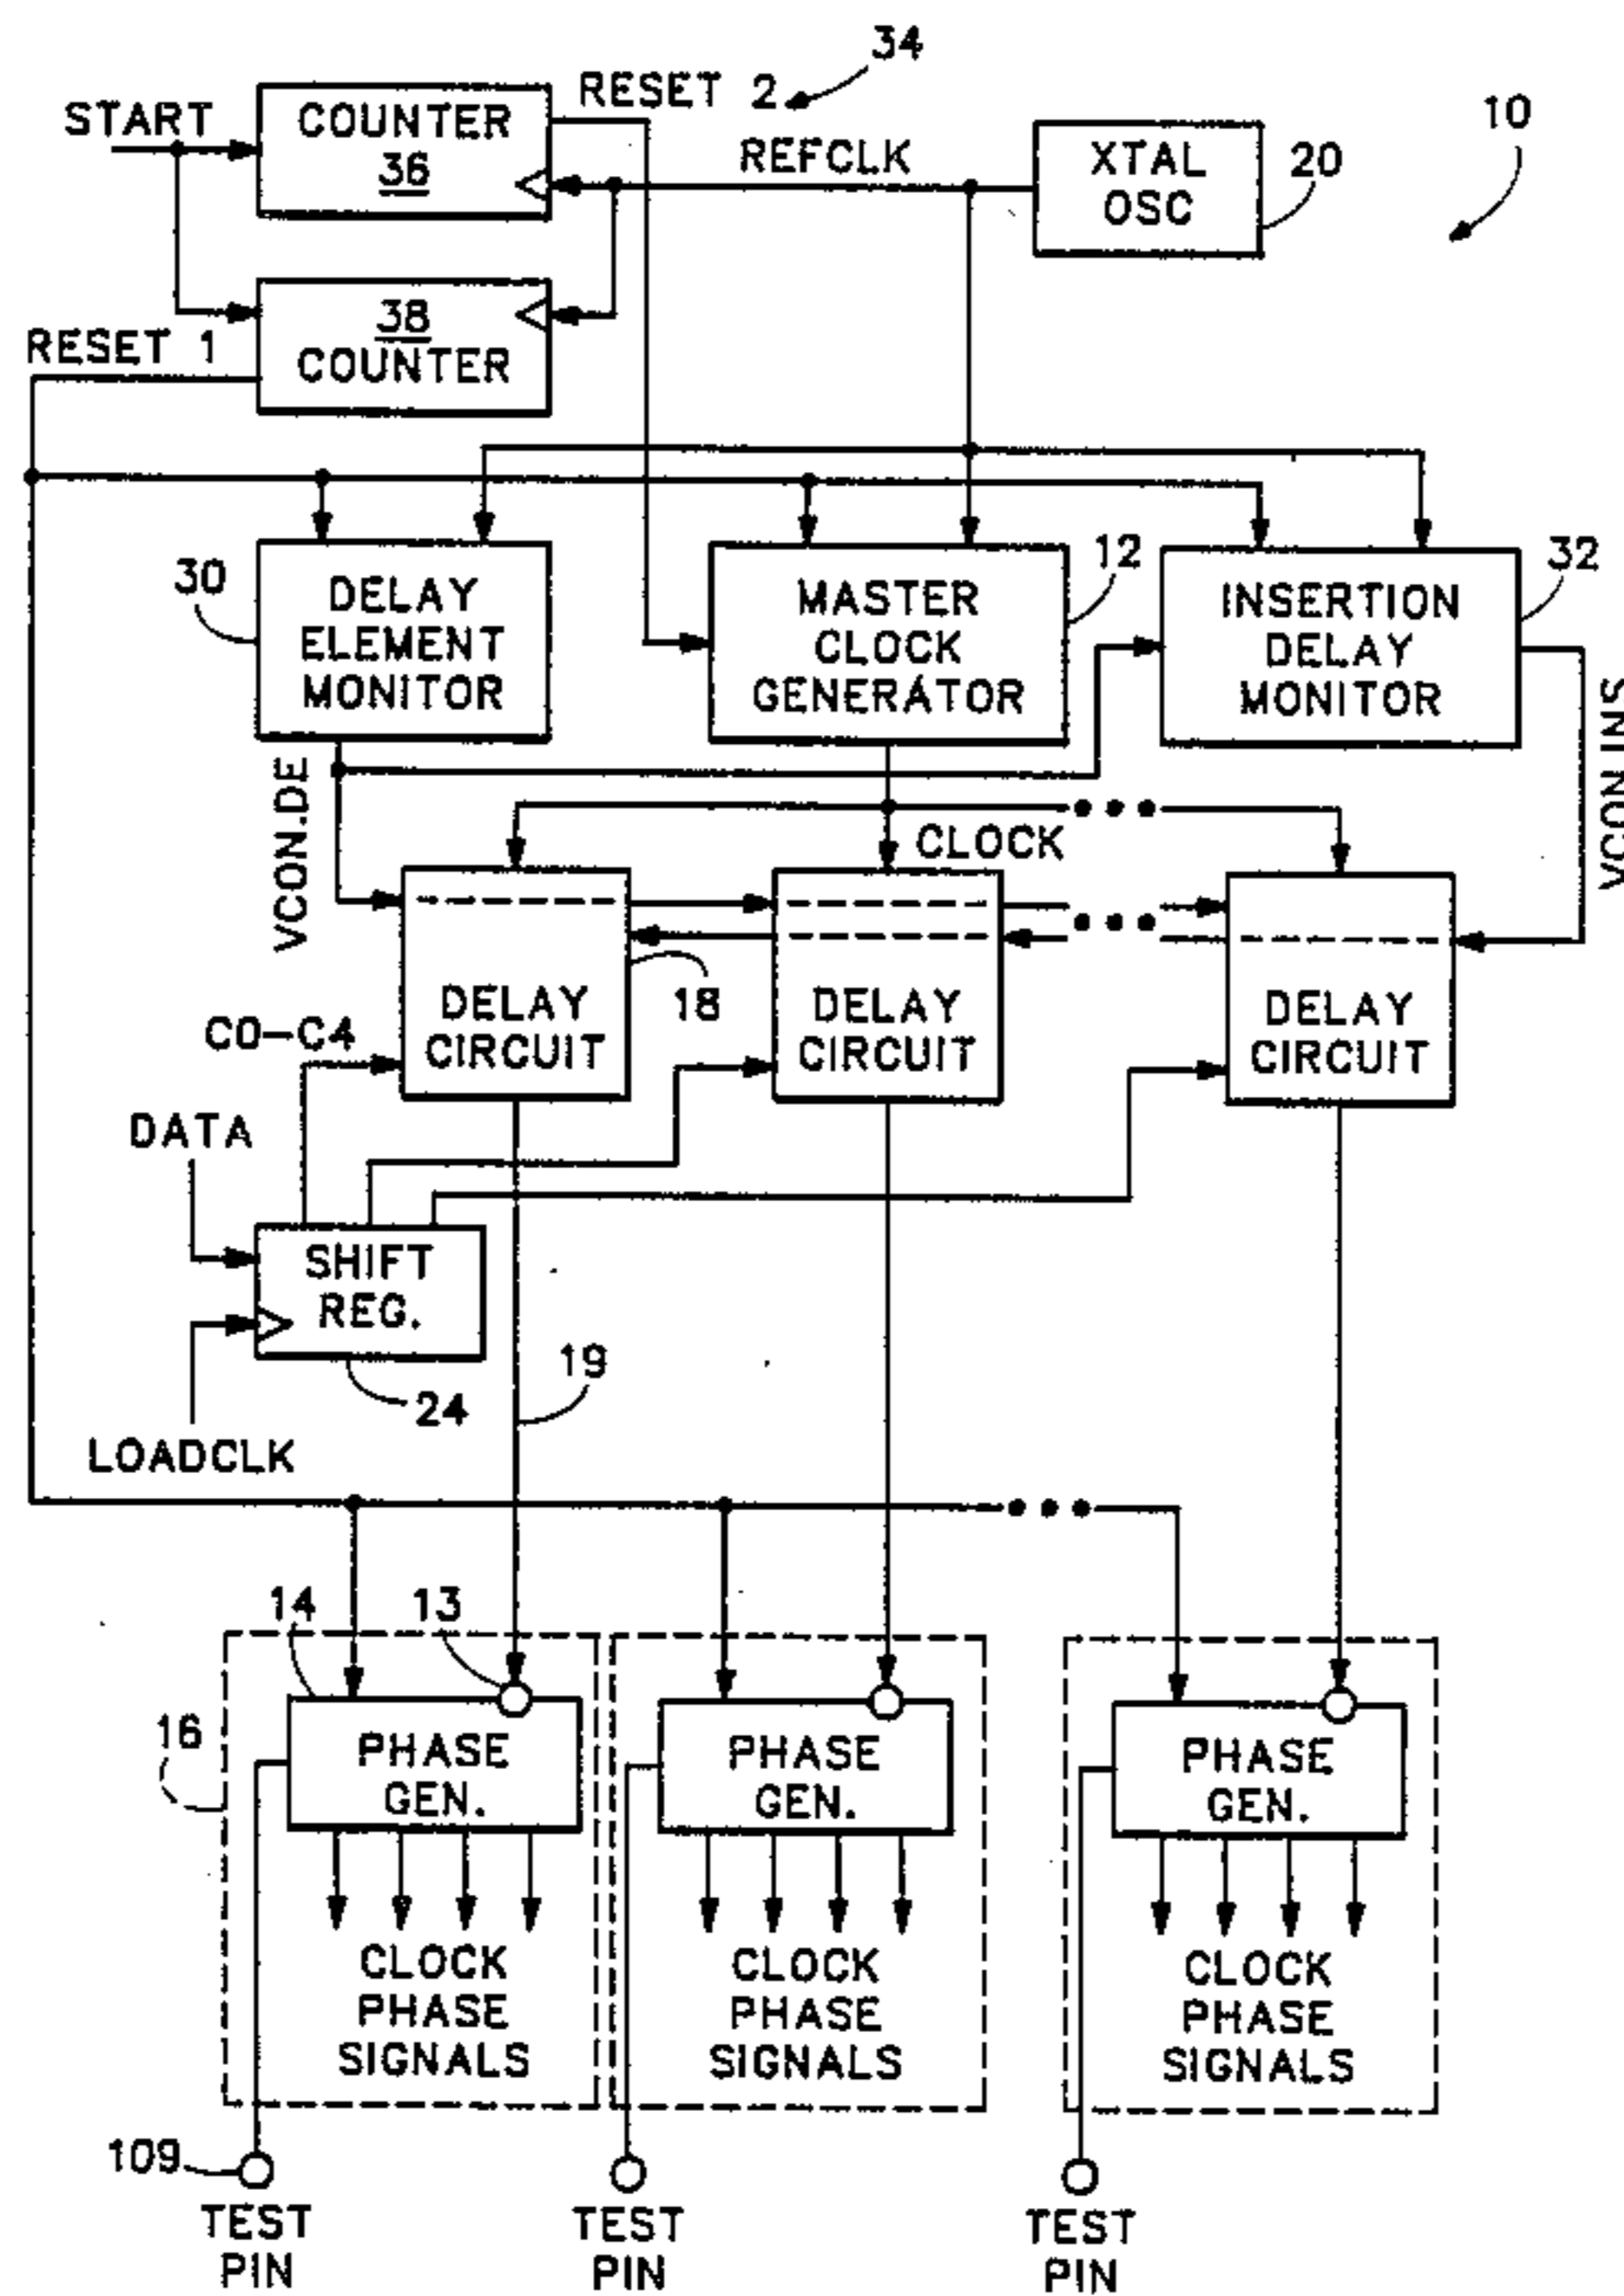 34
START
COUNTER
36
RESET 2
REFCLK
XTAL
OSC
20
10
RESET 1
38
COUNTER
30
DELAY
ELEMENT
MONITOR
MASTER
CLOCK
GENERATOR
12
INSERTION
DELAY
MONITOR
32
VCON.DE
CLOCK
VCON INS
DELAY
CIRCUIT
18
DELAY
CIRCUIT
DELAY
CIRCUIT
C0-C4
DATA
SHIFT
REG.
24
LOADCLK
19
14
13
16
PHASE
GEN.
PHASE
GEN.
PHASE
GEN.
CLOCK
PHASE
SIGNALS
CLOCK
PHASE
SIGNALS
CLOCK
PHASE
SIGNALS
109
TEST
PIN
TEST
PIN
TEST
PIN